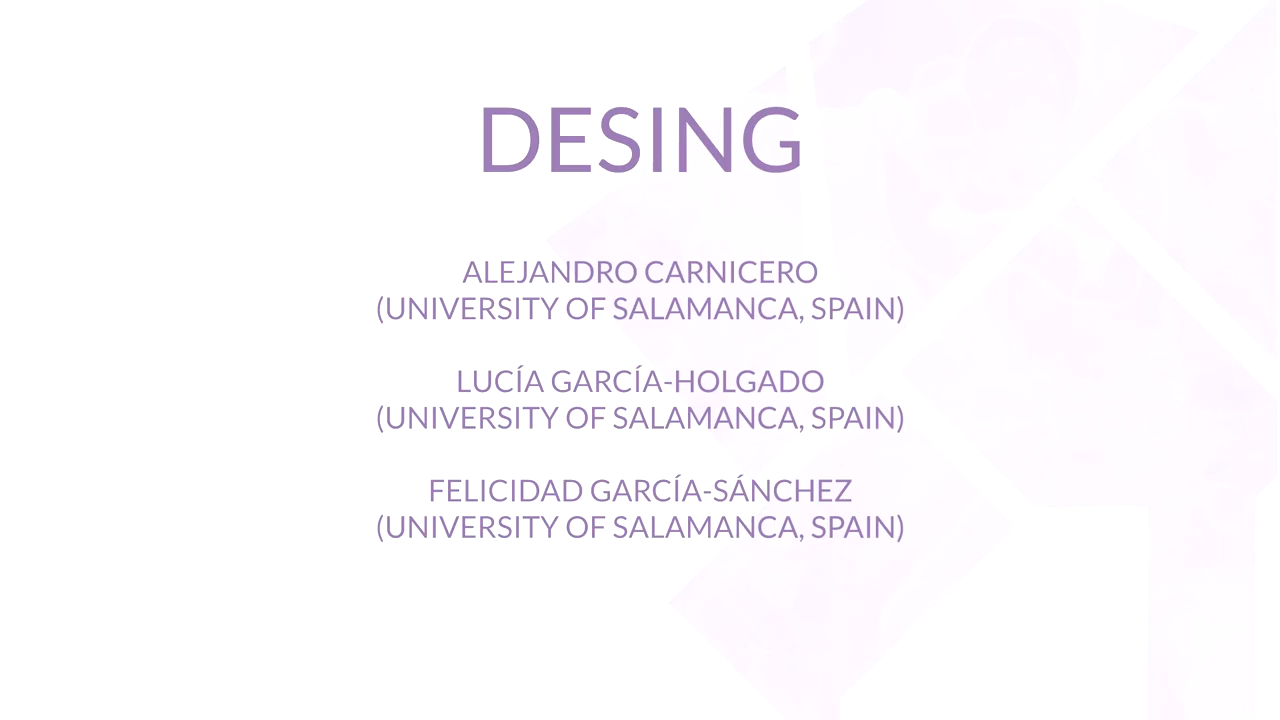 DESING
ALEJANDRO CARNICERO
(UNIVERSITY OF SALAMANCA, SPAIN)
LUCÍA GARCÍA-HOLGADO
(UNIVERSITY OF SALAMANCA, SPAIN)
FELICIDAD GARCÍA-SÁNCHEZ
(UNIVERSITY OF SALAMANCA, SPAIN)